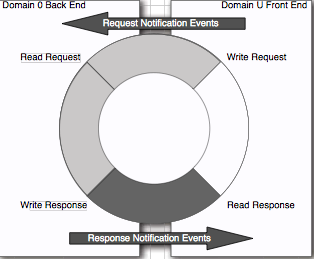 Domain 0 Back End
Domain U Front End
Request Notification Events
Read Request
Write Request
Write Response
Read Response
Response Notification Events